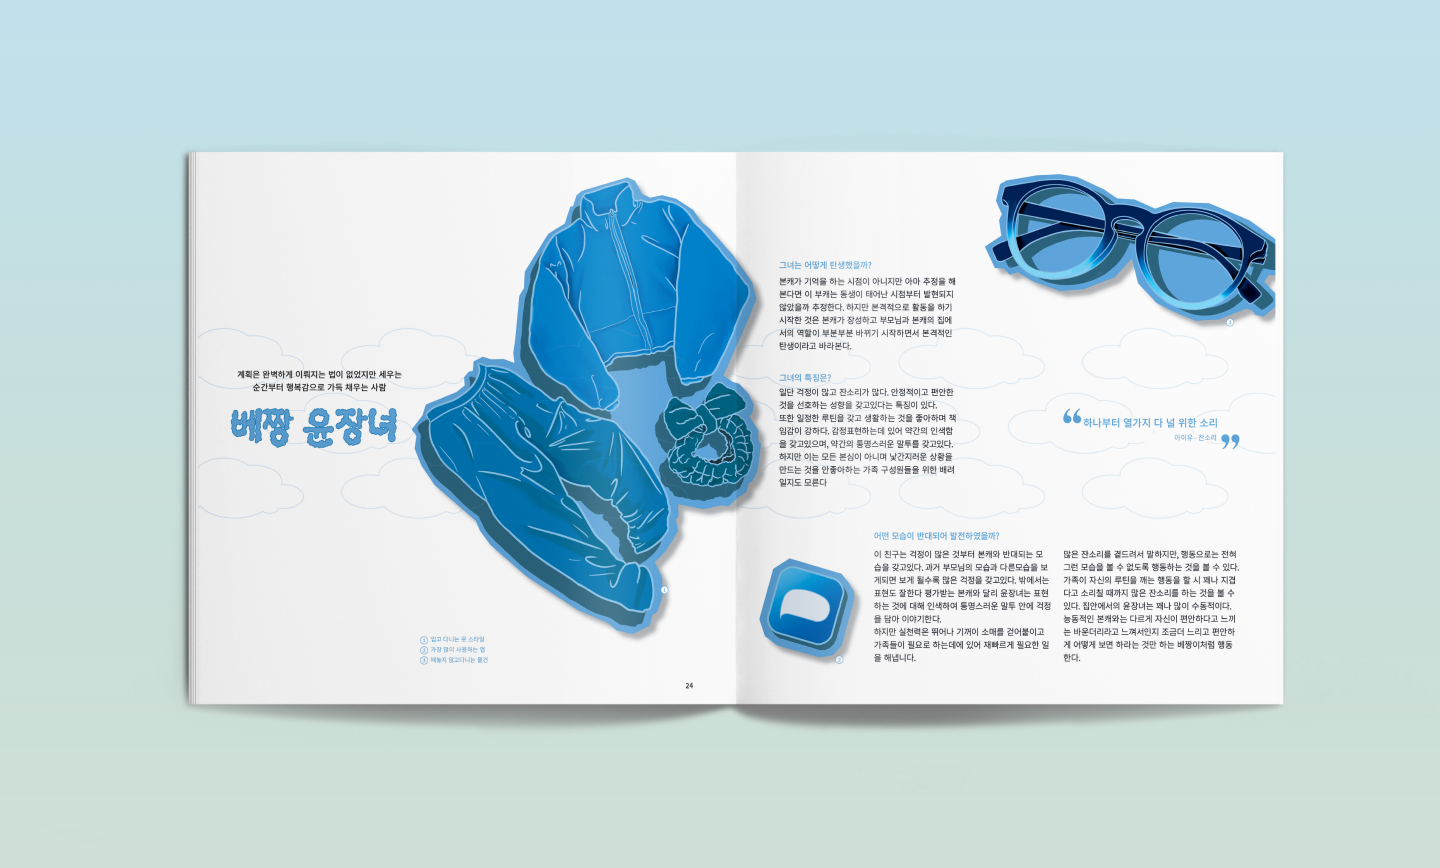 계획은 완벽하게 이뤄지는 법이 없었지만 세우는
순간부터 행복감으로 가득 채우는 사람
베짱 윤장녀
1 입고 다니는 옷 스타일
2 가장 많이 사용하는 앱
3 빼놓지 않고다니는 물건
24
1
그녀는 어떻게 탄생했을까?
본캐가 기억을 하는 시점이 아니지만 아마 추정을 해
본다면 이 부캐는 동생이 태어난 시점부터 발현되지
않았을까 추정한다. 하지만 본격적으로 활동을 하기
시작한 것은 본캐가 장성하고 부모님과 본캐의 집에
서의 역할이 부분부분 바뀌기 시작하면서 본격적인
탄생이라고 바라본다.
그녀의 특징은?
일단 걱정이 많고 잔소리가 많다. 안정적이고 편안한
것을 선호하는 성향을 갖고있다는 특징이 있다.
또한 일정한 루틴을 갖고 생활하는 것을 좋아하며 책
임감이 강하다. 감정표현하는데 있어 약간의 인색함
을 갖고있으며, 약간의 퉁명스러운 말투를 갖고있다.
하지만 이는 모든 본심이 아니며 낯간지러운 상황을
만드는 것을 안좋아하는 가족 구성원들을 위한 배려
일지도 모른다
3
“하나부터 열가지 다 널 위한 소리
아이유 - 잔소리 ”
어떤 모습이 반대되어 발전하였을까?
이 친구는 걱정이 많은 것부터 본캐와 반대되는 모
습을 갖고있다. 과거 부모님의 모습과 다른모습을 보
게되면 보게 될수록 많은 걱정을 갖고있다. 밖에서는
표현도 잘한다 평가받는 본캐와 달리 윤장녀는 표현
하는 것에 대해 인색하여 퉁명스러운 말투 안에 걱정
을 담아 이야기한다.
하지만 실천력은 뛰어나 기꺼이 소매를 걷어붙이고
가족들이 필요로 하는데에 있어 재빠르게 필요한 일
을 해냅니다.
많은 잔소리를 곁드려서 말하지만, 행동으로는 전혀
그런 모습을 볼 수 없도록 행동하는 것을 볼 수 있다.
가족이 자신의 루틴을 깨는 행동을 할 시 꽤나 지겹
다고 소리칠 때까지 많은 잔소리를 하는 것을 볼 수
있다. 집안에서의 윤장녀는 꽤나 많이 수동적이다.
능동적인 본캐와는 다르게 자신이 편안하다고 느끼
는 바운더리라고 느껴서인지 조금더 느리고 편안하
게 어떻게 보면 하라는 것만 하는 베짱이처럼 행동
한다.
2